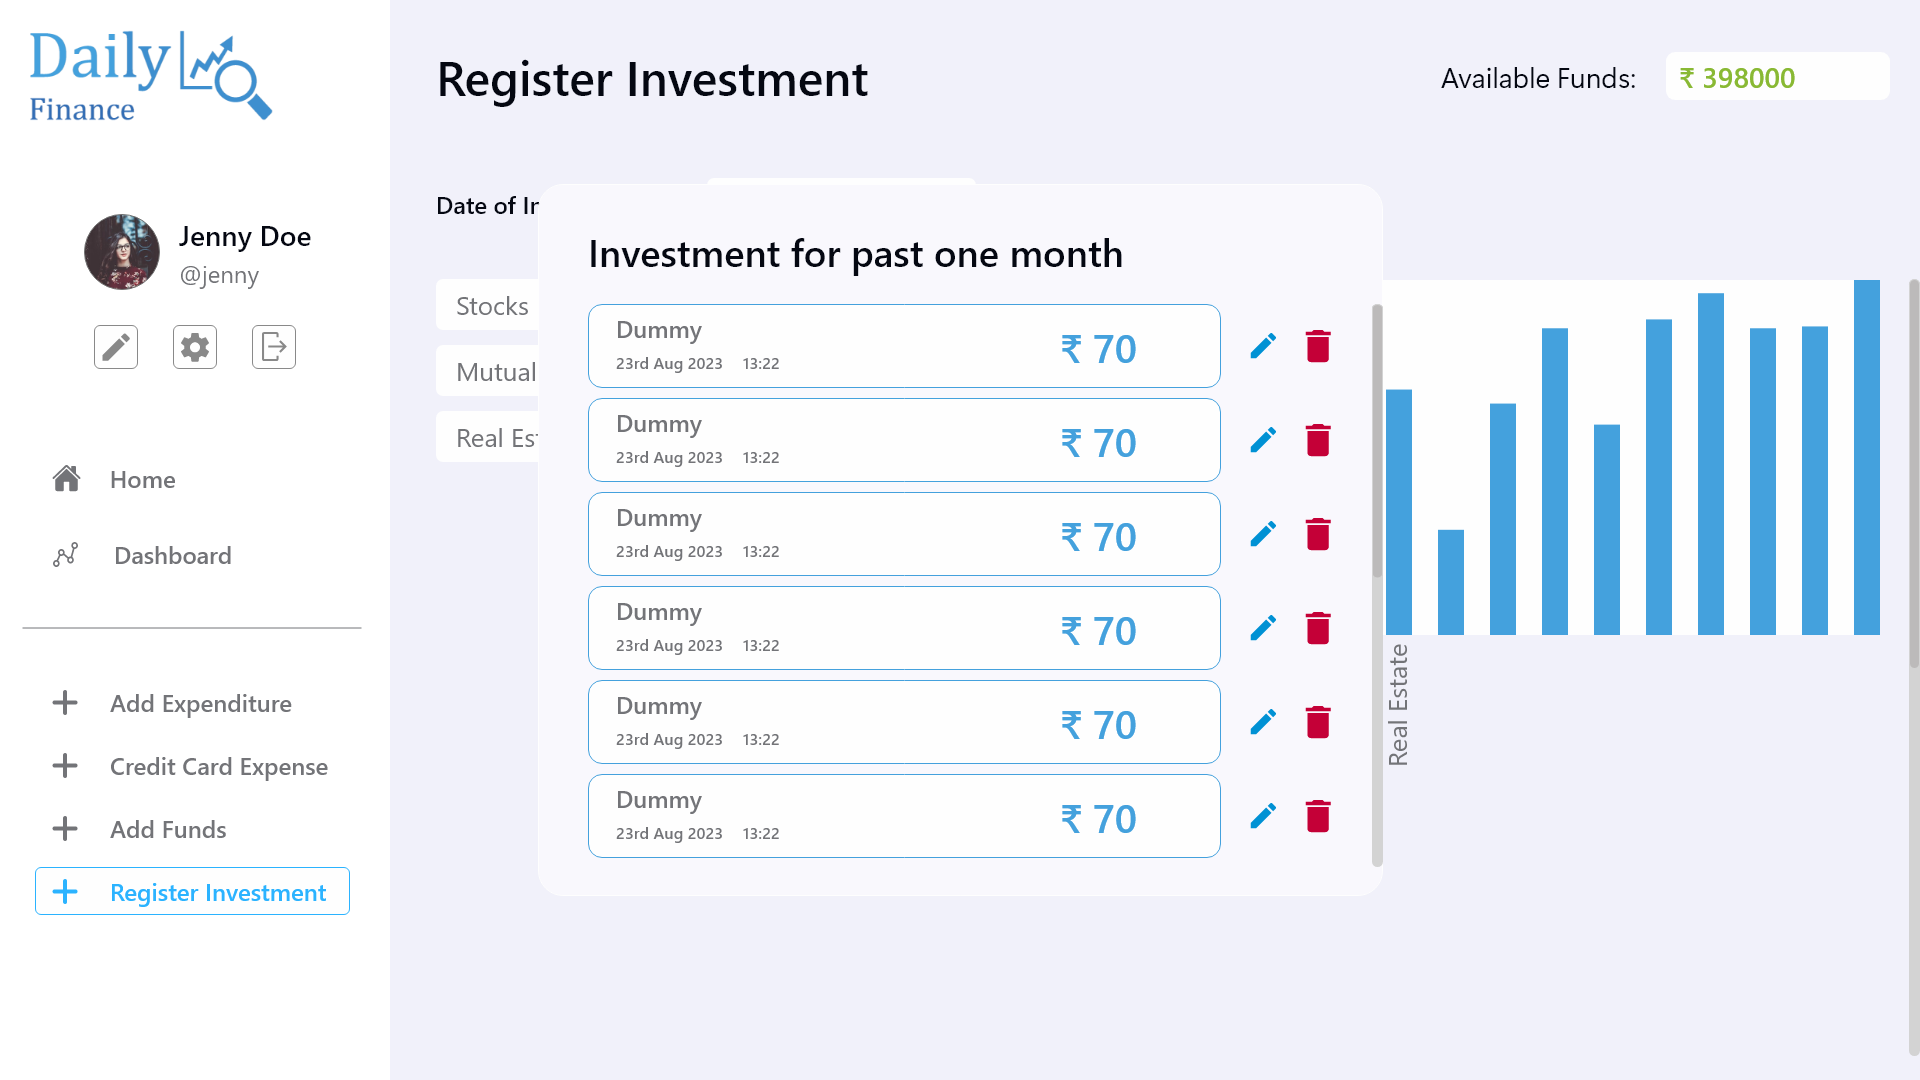 Daily
Finance
Jenny Doe
@jenny
Home
Dashboard
Add Expenditure
Credit Card Expense
Add Funds
Register Investment
Register Investment
Available Funds: ₹ 398000
Date of In
Stocks
Mutual
Real Est
Investment for past one month
Dummy
23rd Aug 2023 13:22
₹ 70
Dummy
23rd Aug 2023 13:22
₹ 70
Dummy
23rd Aug 2023 13:22
₹ 70
Dummy
23rd Aug 2023 13:22
₹ 70
Dummy
23rd Aug 2023 13:22
₹ 70
Dummy
23rd Aug 2023 13:22
₹ 70
Real Estate